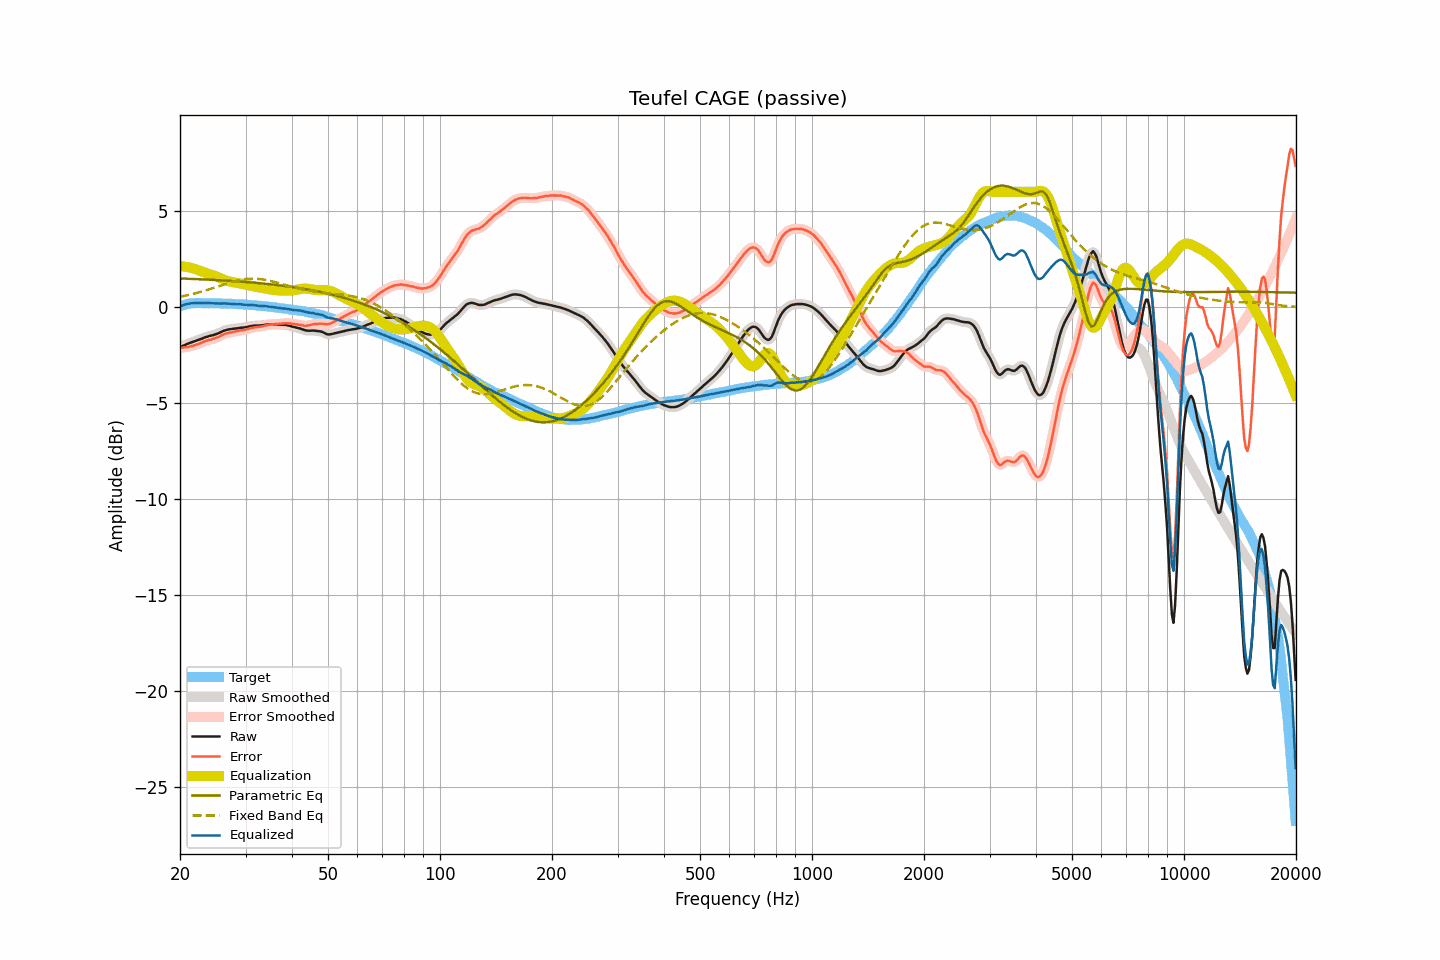 Teufel CAGE (passive)
Amplitude (dBr)
5
0
−5
−10
−15
−20
−25
Target
Raw Smoothed
Error Smoothed
Raw
Error
Equalization
Parametric Eq
Fixed Band Eq
Equalized
20 50 100 200 500 1000 2000 5000 10000 20000
Frequency (Hz)